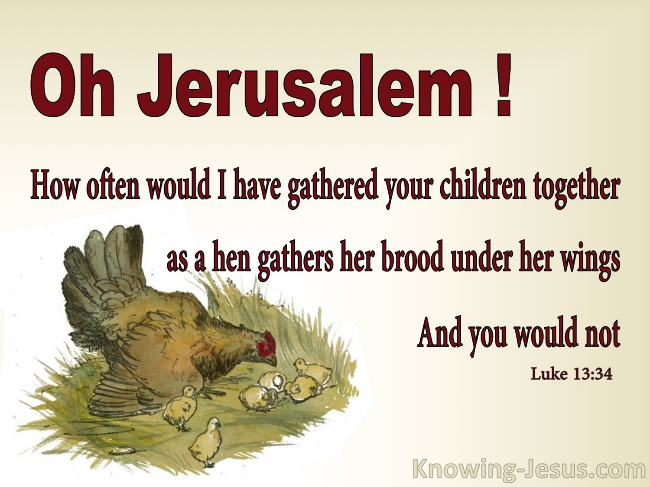 Oh Jerusalem !
How often would I have gathered your children together
as a hen gathers her brood under her wings
And you would not
Luke 13:34
Knowing-Jesus.com